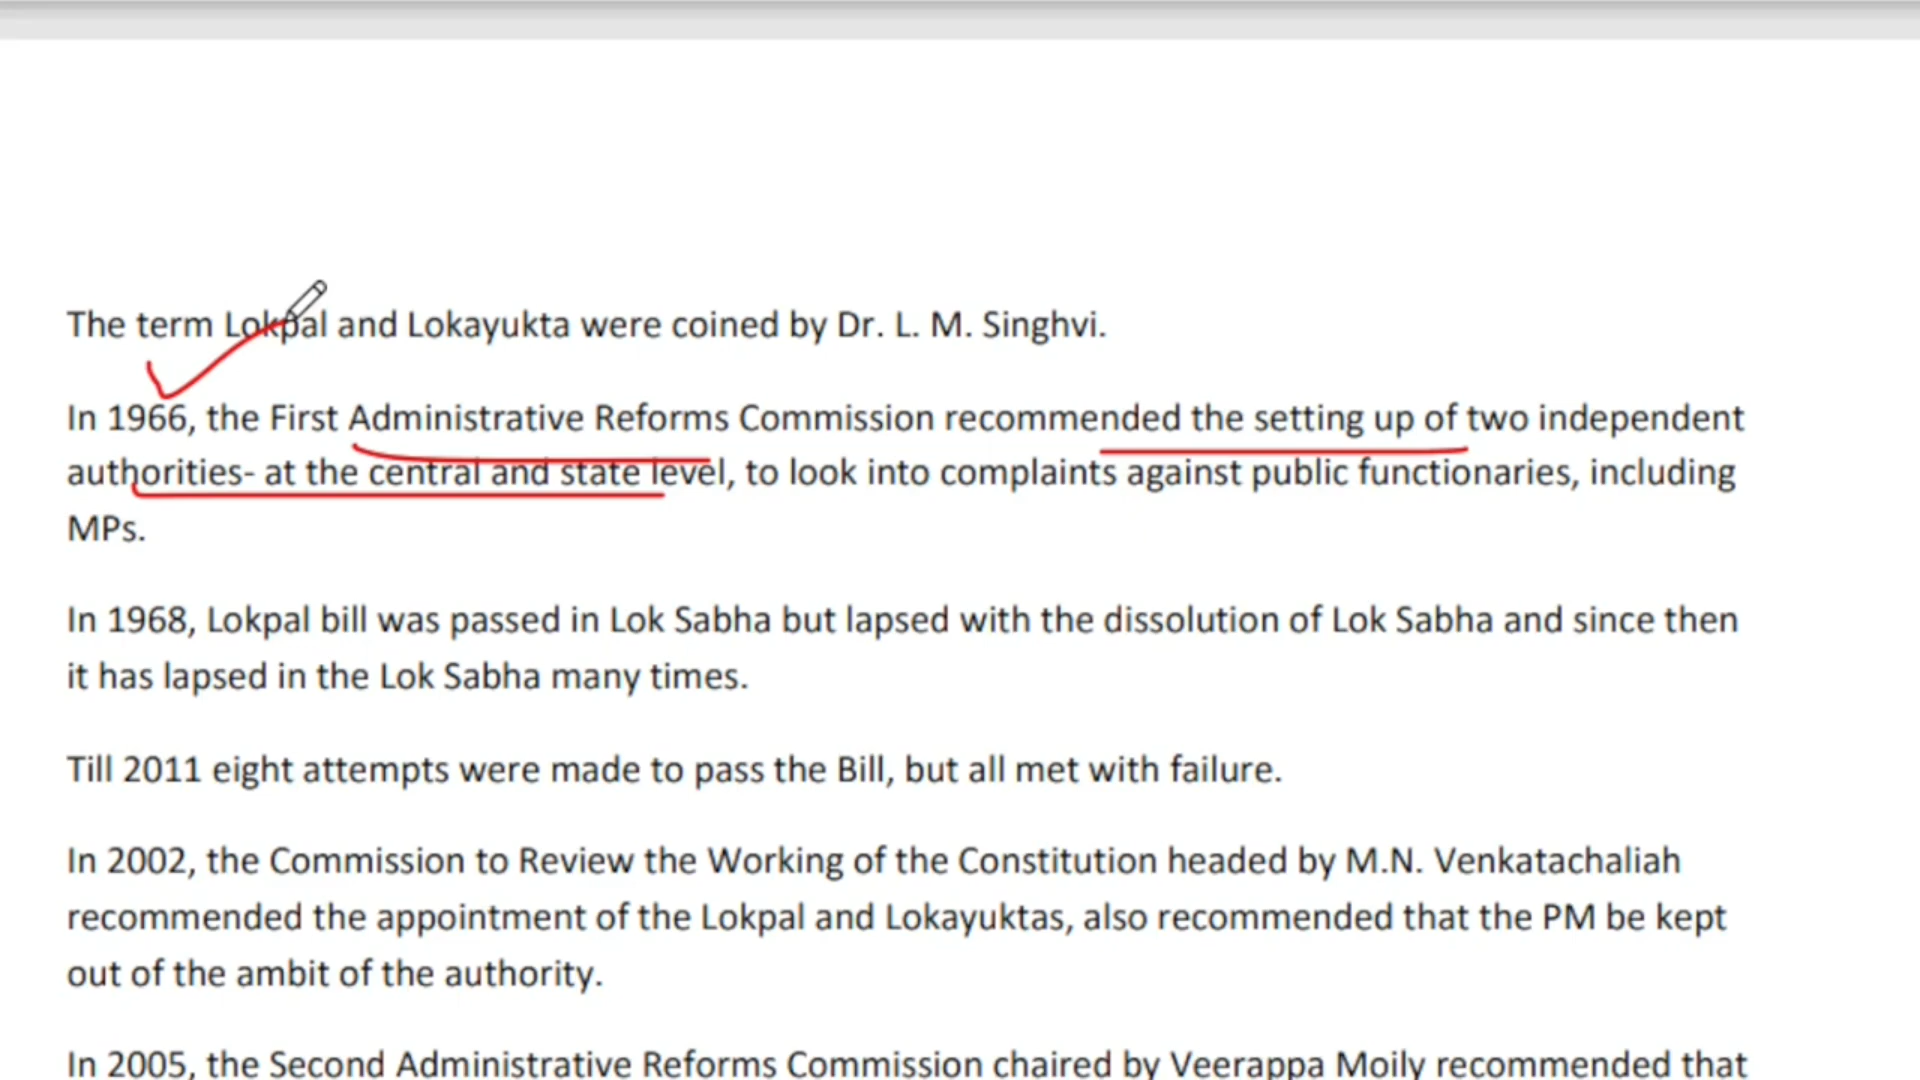 The term Lokpal and Lokayukta were coined by Dr. L. M. Singhvi.
In 1966, the First Administrative Reforms Commission recommended the setting up of two independent
authorities- at the central and state level, to look into complaints against public functionaries, including
MPs.
In 1968, Lokpal bill was passed in Lok Sabha but lapsed with the dissolution of Lok Sabha and since then
it has lapsed in the Lok Sabha many times.
Till 2011 eight attempts were made to pass the Bill, but all met with failure.
In 2002, the Commission to Review the Working of the Constitution headed by M.N. Venkatachaliah
recommended the appointment of the Lokpal and Lokayuktas, also recommended that the PM be kept
out of the ambit of the authority.
In 2005, the Second Administrative Reforms Commission chaired by Veerappa Moily recommended that